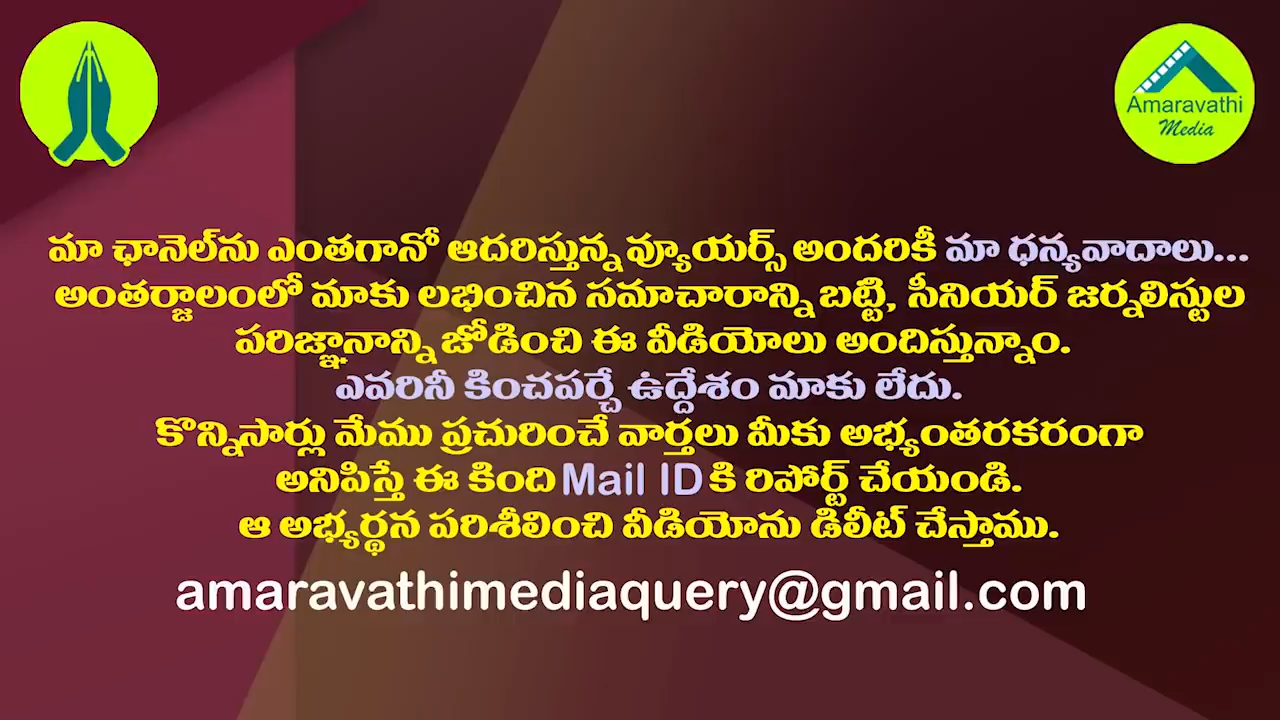 Amaravathi
Media
మా ఛానెల్‌ను ఎంతగానో ఆదరిస్తున్న వ్యూయర్స్ అందరికీ మా ధన్యవాదాలు...
అంతర్జాలంలో మాకు లభించిన సమాచారాన్ని బట్టి, సీనియర్ జర్నలిస్టుల
పరిజ్ఞానాన్ని జోడించి ఈ వీడియోలు అందిస్తున్నాం.
ఎవరినీ కించపర్చే ఉద్దేశం మాకు లేదు.
కొన్నిసార్లు మేము ప్రచురించే వార్తలు మీకు అభ్యంతరకరంగా
అనిపిస్తే ఈ కింది Mail ID కి రిపోర్ట్ చేయండి.
ఆ అభ్యర్థన పరిశీలించి వీడియోను డిలీట్ చేస్తాము.
amaravathimediaquery@gmail.com